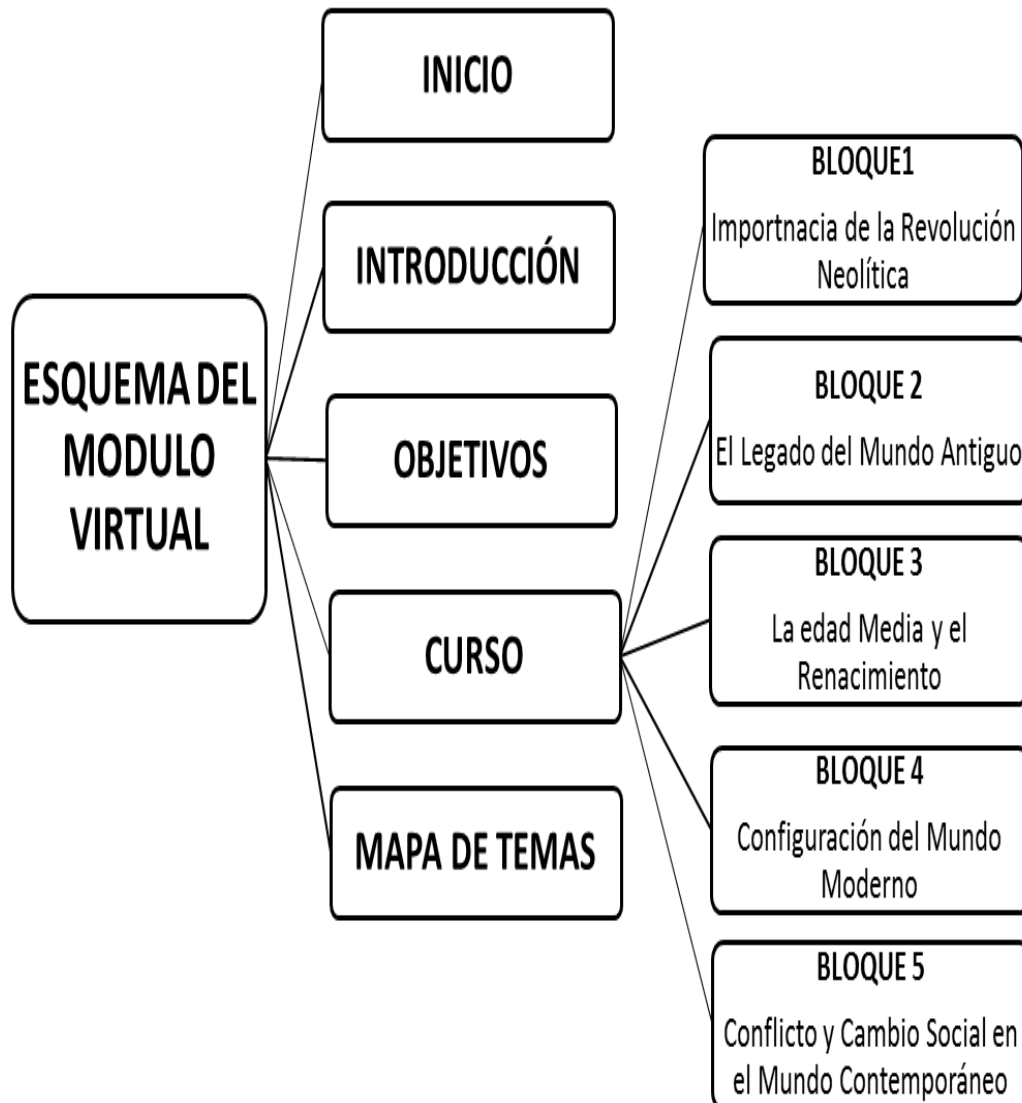 ESQUEMA DEL
MODULO
VIRTUAL
INICIO
INTRODUCCIÓN
OBJETIVOS
CURSO
MAPA DE TEMAS
BLOQUE1
Importnacia de la Revolución
Neolítica
BLOQUE 2
El Legado del Mundo Antiguo
BLOQUE 3
La edad Media y el
Renacimiento
BLOQUE 4
Configuración del Mundo
Moderno
BLOQUE 5
Conflicto y Cambio Social en
el Mundo Contemporáneo